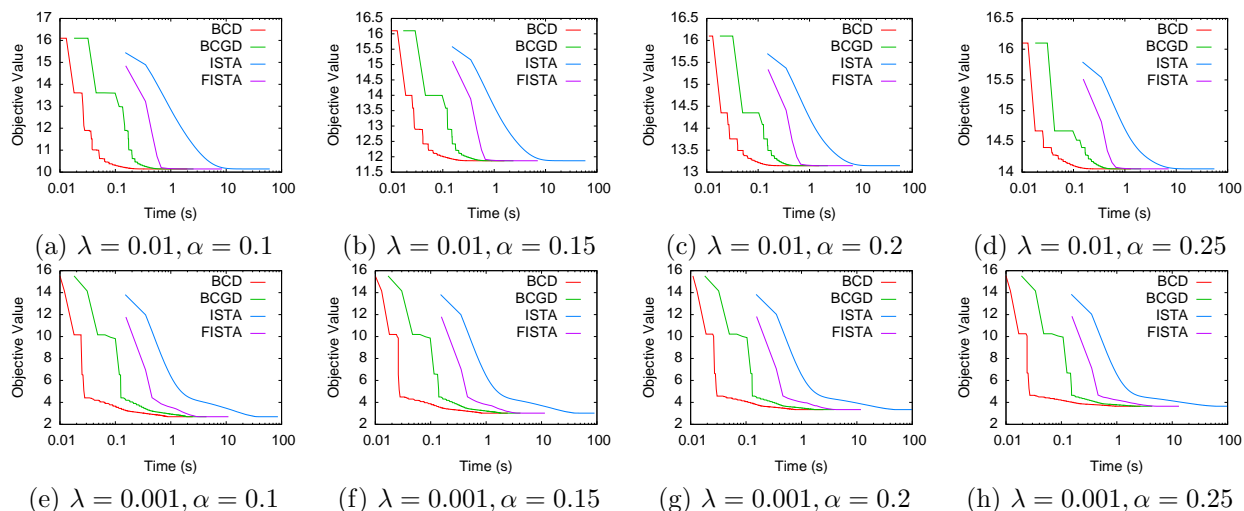 Objective Value
17
16
15
14
13
12
11
10
0.01 0.1 1 10 100
Time (s)
BCD
BCGD
ISTA
FISTA
(a) λ = 0.01, α = 0.1
Objective Value
16.5
16
15.5
15
14.5
14
13.5
13
12.5
12
11.5
0.01 0.1 1 10 100
Time (s)
BCD
BCGD
ISTA
FISTA
(b) λ = 0.01, α = 0.15
Objective Value
16.5
16
15.5
15
14.5
14
13.5
13
0.01 0.1 1 10 100
Time (s)
BCD
BCGD
ISTA
FISTA
(c) λ = 0.01, α = 0.2
Objective Value
16.5
16
15.5
15
14.5
14
0.01 0.1 1 10 100
Time (s)
BCD
BCGD
ISTA
FISTA
(d) λ = 0.01, α = 0.25
Objective Value
16
14
12
10
8
6
4
2
0.01 0.1 1 10 100
Time (s)
BCD
BCGD
ISTA
FISTA
(e) λ = 0.001, α = 0.1
Objective Value
16
14
12
10
8
6
4
2
0.01 0.1 1 10 100
Time (s)
BCD
BCGD
ISTA
FISTA
(f) λ = 0.001, α = 0.15
Objective Value
16
14
12
10
8
6
4
2
0.01 0.1 1 10 100
Time (s)
BCD
BCGD
ISTA
FISTA
(g) λ = 0.001, α = 0.2
Objective Value
16
14
12
10
8
6
4
2
0.01 0.1 1 10 100
Time (s)
BCD
BCGD
ISTA
FISTA
(h) λ = 0.001, α = 0.25